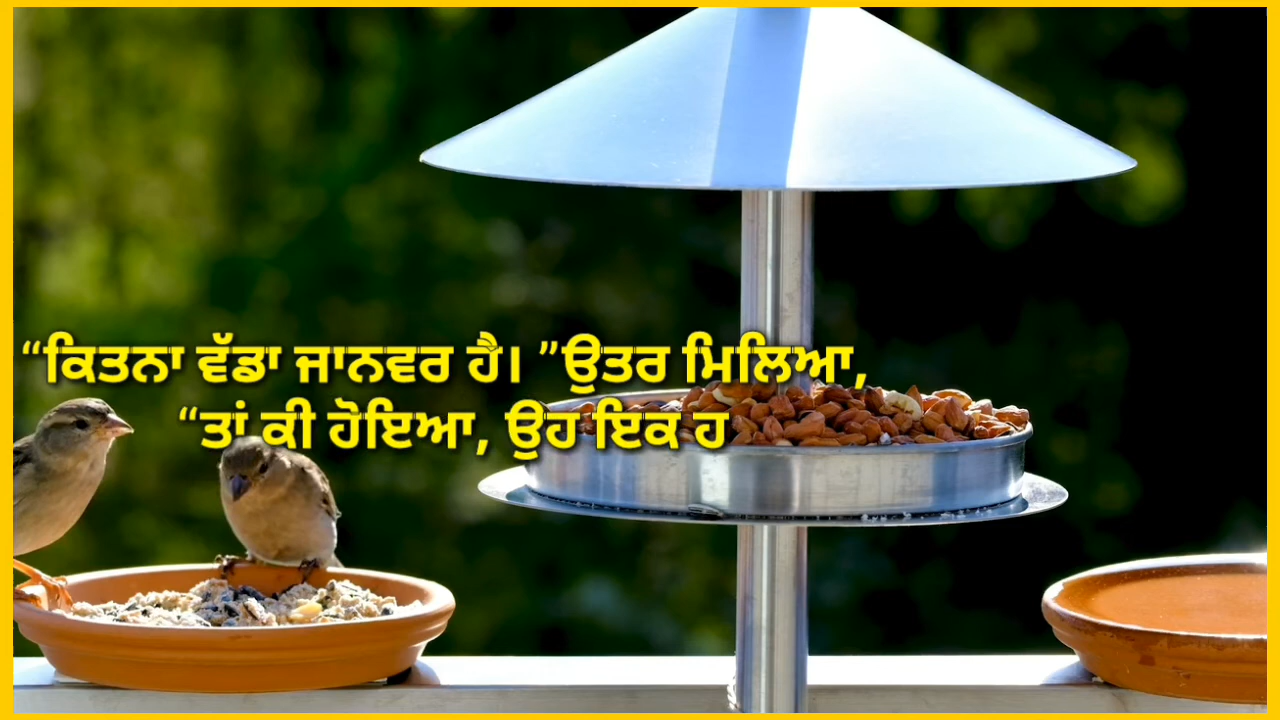 “ਕਿਤਨਾ ਵੱਡਾ ਜਾਨਵਰ ਹੈ। ”ਉਤਰ ਮਿਲਿਆ,
“ਤਾਂ ਕੀ ਹੋਇਆ, ਉਹ ਇਕ ਹ